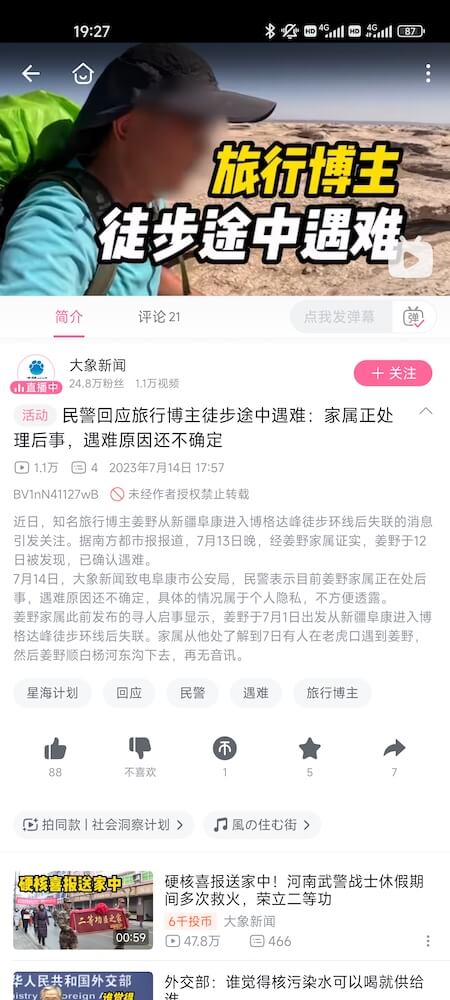 19:27
HD 4G HD 4G 87
旅行博主
徒步途中遇难
简介
评论 21
点我发弹幕
弹
大象新闻
直播中
24.8万粉丝 1.1万视频
+ 关注
活动 民警回应旅行博主徒步途中遇难：家属正处
理后事，遇难原因还不确定
1.1万 4 2023年7月14日 17:57
BV1nN41127wB 未经作者授权禁止转载
近日，知名旅行博主姜野从新疆阜康进入博格达峰徒步环线后失联的消息
引发关注。据南方都市报报道，7月13日晚，经姜野家属证实，姜野于12
日被发现，已确认遇难。
7月14日，大象新闻致电阜康市公安局，民警表示目前姜野家属正在处后
事，遇难原因还不确定，具体的情况属于个人隐私，不方便透露。
姜野家属此前发布的寻人启事显示，姜野于7月1日出发从新疆阜康进入博
格达峰徒步环线后失联。家属从他处了解到7日有人在老虎口遇到姜野，
然后姜野顺白杨河东沟下去，再无音讯。
星海计划
回应
民警
遇难
旅行博主
88
不喜欢
1
5
7
拍同款 | 社会洞察计划
風の住む街
硬核喜报送家中
二等功臣之家
00:59
硬核喜报送家中！河南武警战士休假期
间多次救火，荣立二等功
6千投币 大象新闻
47.8万 466
华人民共和国外交部
istry of Foreign
谁觉得
外交部：谁觉得核污染水可以喝就供给